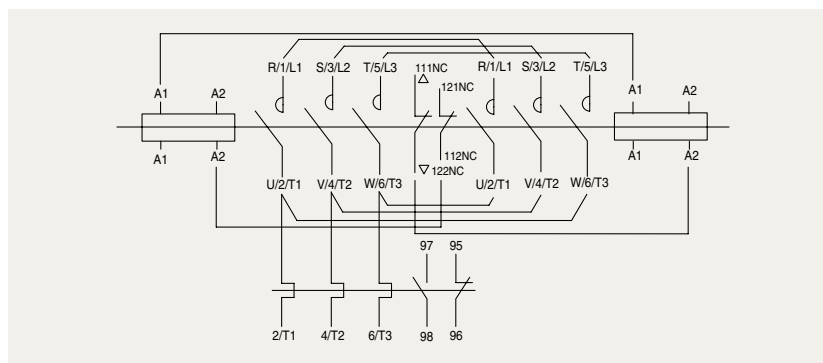 R/1/L1 S/3/L2 T/5/L3 111NC R/1/L1 S/3/L2 T/5/L3
121NC
A1 A2 A1 A2
A1 A2 A1 A2
112NC
122NC
U/2/T1 V/4/T2 W/6/T3 U/2/T1 V/4/T2 W/6/T3
97 95
2/T1 4/T2 6/T3 98 96